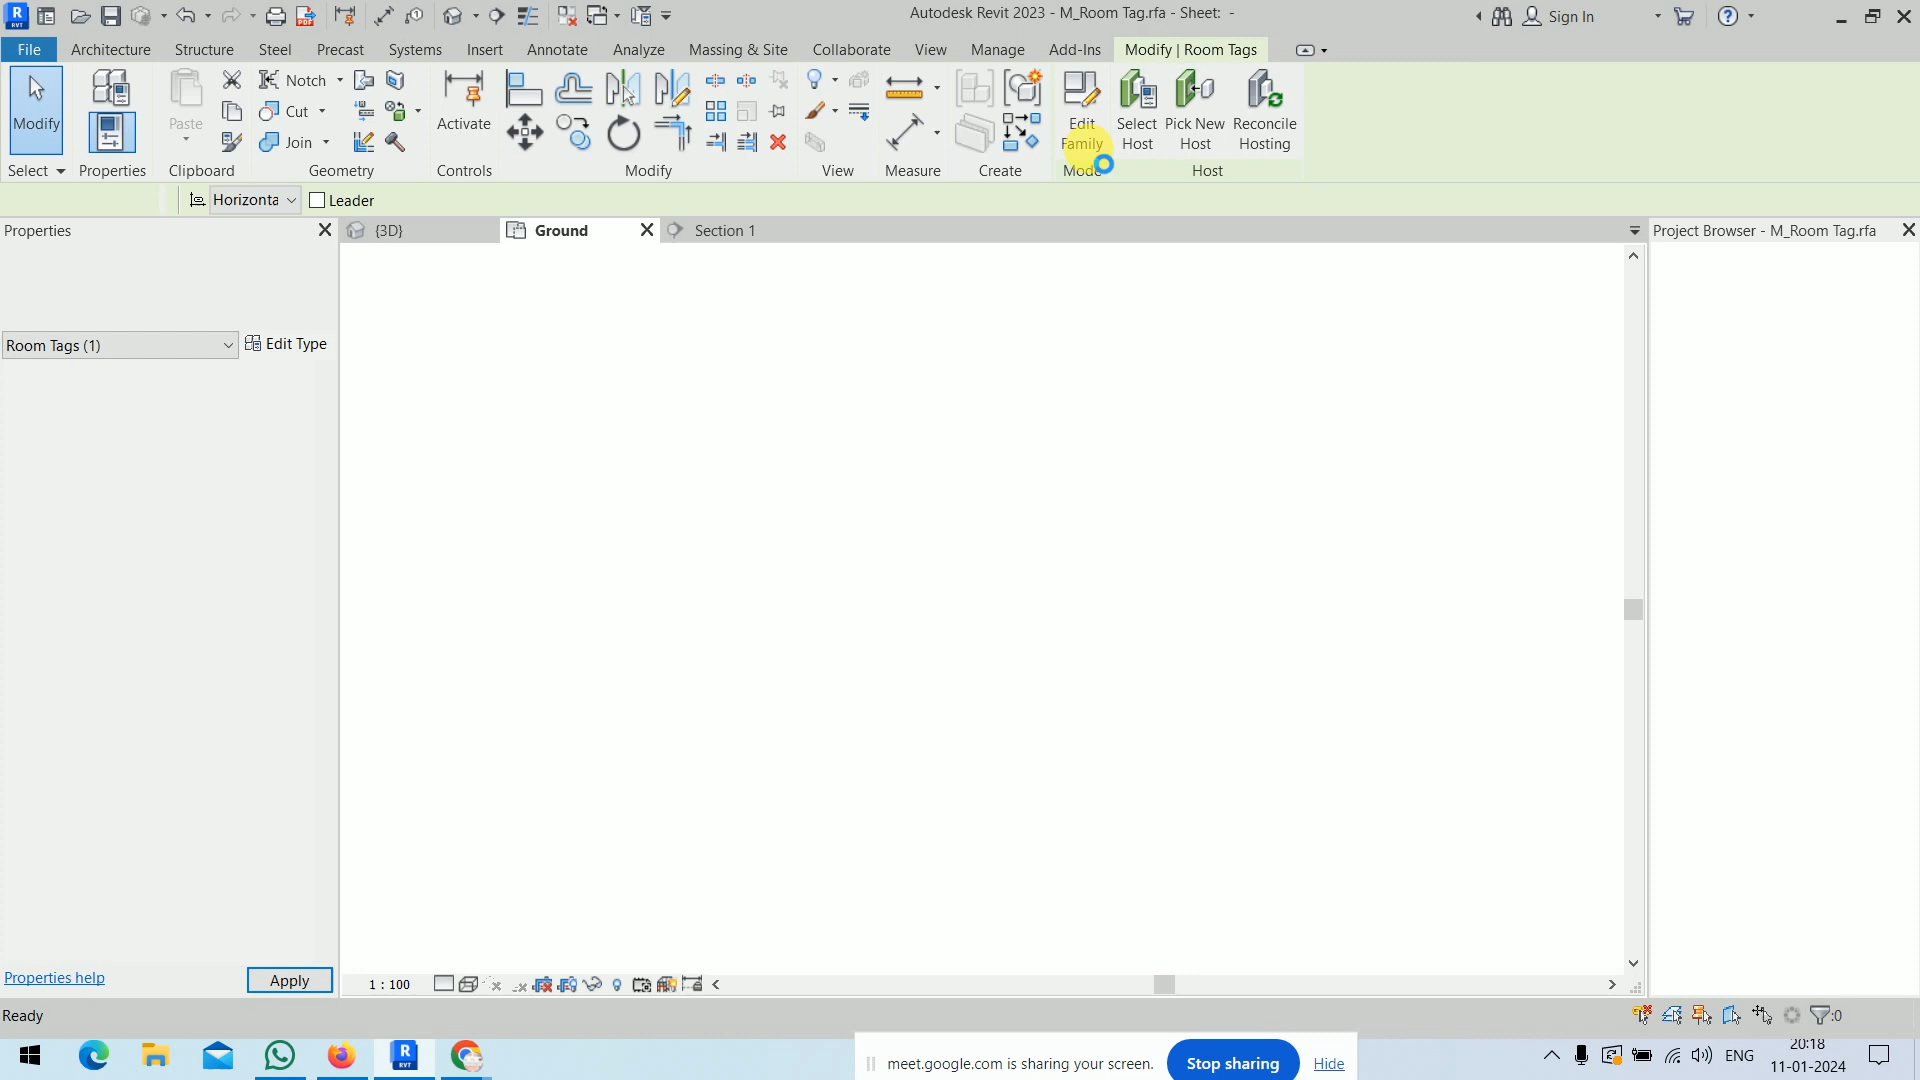 Autodesk Revit 2023 - M_Room Tag.rfa - Sheet: -
Sign In
File Architecture Structure Steel Precast Systems Insert Annotate Analyze Massing & Site Collaborate View Manage Add-Ins Modify | Room Tags
Modify
Paste
Notch
Cut
Join
Activate
Edit Family
Select Host
Pick New Host
Reconcile Hosting
Select Properties Clipboard Geometry Controls Modify View Measure Create Mode Host
Horizonta
Leader
Properties
{3D}
Ground
Section 1
Project Browser - M_Room Tag.rfa
Room Tags (1)
Edit Type
Properties help
Apply
1 : 100
Ready
:0
R
RVT
meet.google.com is sharing your screen.
Stop sharing
Hide
ENG
20:18
11-01-2024